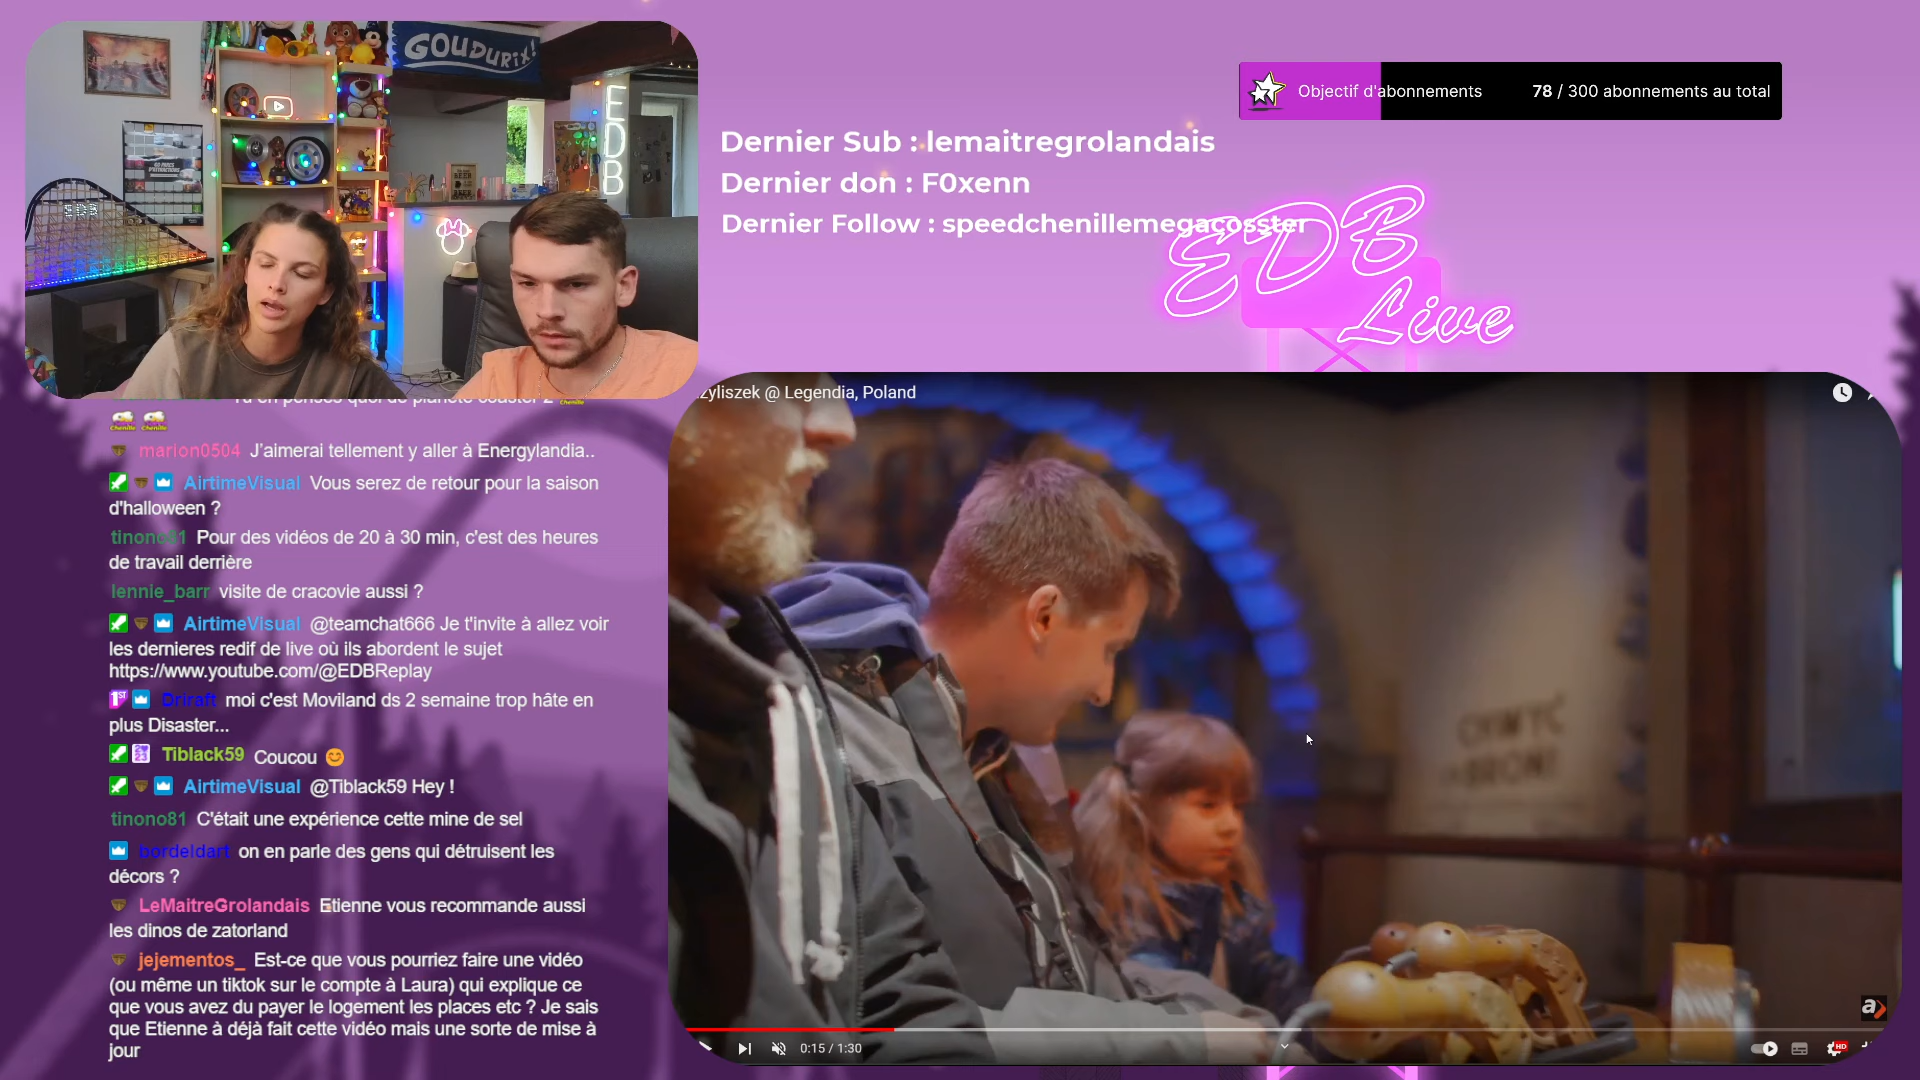 GOUDURIX!
EDB
EDB
Objectif d'abonnements
78 / 300 abonnements au total
Dernier Sub : lemaitregrolandais
Dernier don : F0xenn
Dernier Follow : speedchenillemegacosster
EDB
Live
zyliszek @ Legendia, Poland
marion0504 J'aimerai tellement y aller à Energylandia..
AirtimeVisual Vous serez de retour pour la saison
d'halloween ?
tinono81 Pour des vidéos de 20 à 30 min, c'est des heures
de travail derrière
lennie_barr visite de cracovie aussi ?
AirtimeVisual @teamchat666 Je t'invite à allez voir
les dernieres redif de live où ils abordent le sujet
https://www.youtube.com/@EDBReplay
Driraft moi c'est Moviland ds 2 semaine trop hâte en
plus Disaster...
Tiblack59 Coucou 😊
AirtimeVisual @Tiblack59 Hey !
tinono81 C'était une expérience cette mine de sel
bordeldart on en parle des gens qui détruisent les
décors ?
LeMaitreGrolandais Etienne vous recommande aussi
les dinos de zatorland
jejementos_ Est-ce que vous pourriez faire une vidéo
(ou même un tiktok sur le compte à Laura) qui explique ce
que vous avez du payer le logement les places etc ? Je sais
que Etienne à déjà fait cette vidéo mais une sorte de mise à
jour
0:15 / 1:30
HD